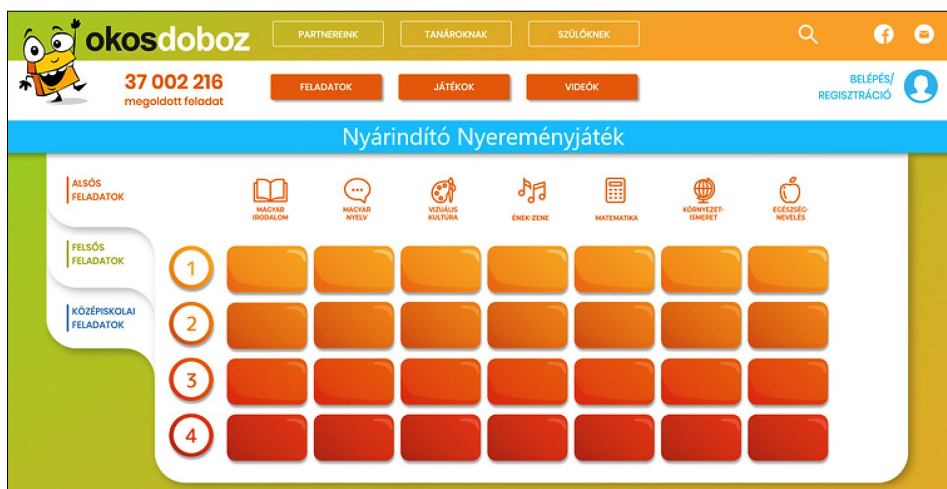 okosdoboz
PARTNEREINK
TANÁROKNAK
SZÜLŐKNEK
37 002 216
megoldott feladat
FELADATOK
JÁTÉKOK
VIDEÓK
BELÉPÉS/
REGISZTRÁCIÓ
Nyárindító Nyereményjáték
ALSÓS
FELADATOK
FELSŐS
FELADATOK
KÖZÉPISKOLAI
FELADATOK
MAGYAR
IRODALOM
MAGYAR
NYELV
VIZUÁLIS
KULTÚRA
ÉNEK-ZENE
MATEMATIKA
KÖRNYEZET-
ISMERET
EGÉSZSÉG-
NEVELÉS
1
2
3
4